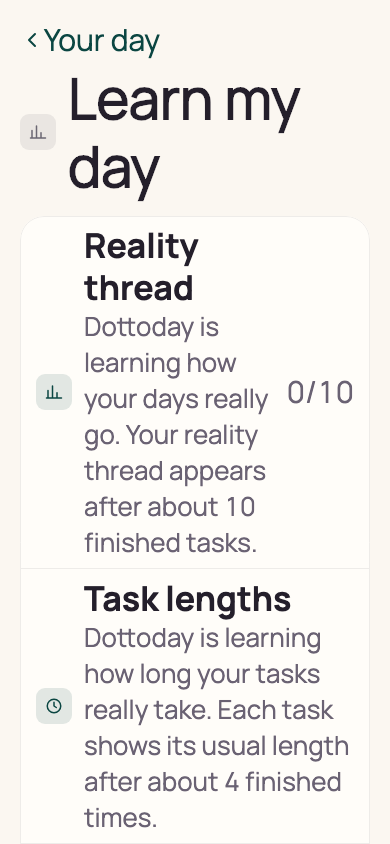 Your day
Learn my
day
Reality
thread
Dottoday is
learning how
your days really
go. Your reality
thread appears
after about 10
finished tasks.
0/10
Task lengths
Dottoday is learning
how long your tasks
really take. Each task
shows its usual length
after about 4 finished
times.